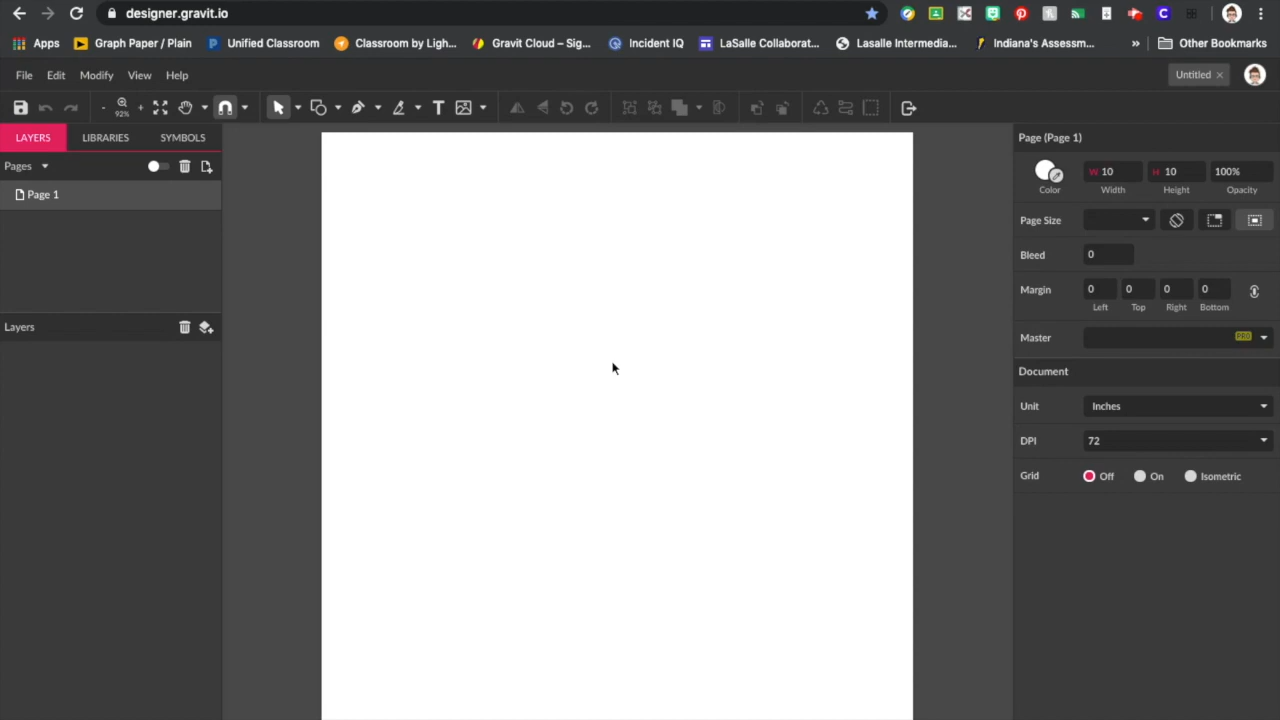 designer.gravit.io
Apps Graph Paper / Plain Unified Classroom Classroom by Ligh... Gravit Cloud – Sig... Incident IQ LaSalle Collaborat... Lasalle Intermedia... Indiana's Assessm... » Other Bookmarks
File Edit Modify View Help Untitled ×
- 92% + T
LAYERS LIBRARIES SYMBOLS Page (Page 1)
Pages W 10 H 10 100%
Color Width Height Opacity
Page 1
Page Size
Bleed 0
Margin 0 0 0 0
Left Top Right Bottom
Layers
Master PRO
Document
Unit Inches
DPI 72
Grid Off On Isometric